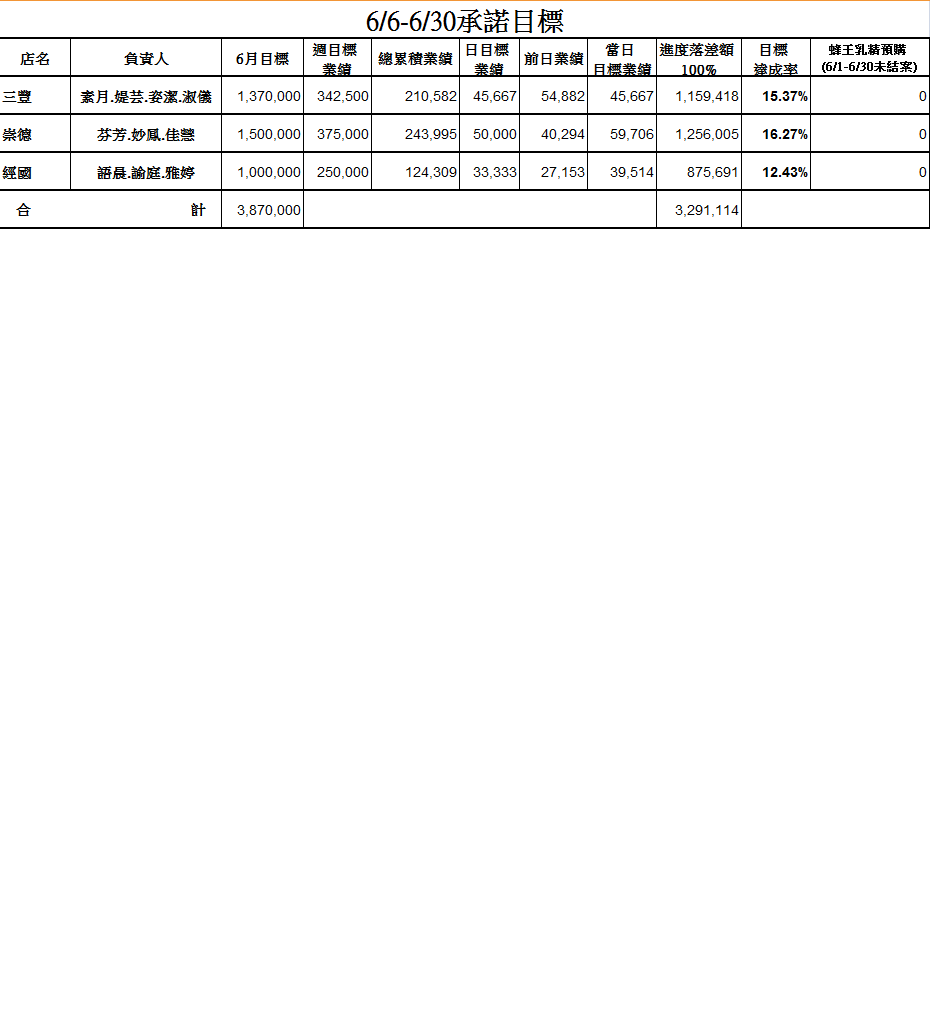 6/6-6/30承諾目標
店名 負責人 6月目標 週目標業績 總累積業績 日目標業績 前日業績 當日目標業績 進度落差額100% 目標達成率 蜂王乳精預購(6/1-6/30未結案)
三豐 素月.媞芸.姿潔.淑儀 1,370,000 342,500 210,582 45,667 54,882 45,667 1,159,418 15.37% 0
崇德 芬芳.妙鳳.佳慧 1,500,000 375,000 243,995 50,000 40,294 59,706 1,256,005 16.27% 0
經國 語晨.諭庭.雅婷 1,000,000 250,000 124,309 33,333 27,153 39,514 875,691 12.43% 0
合 計 3,870,000 3,291,114